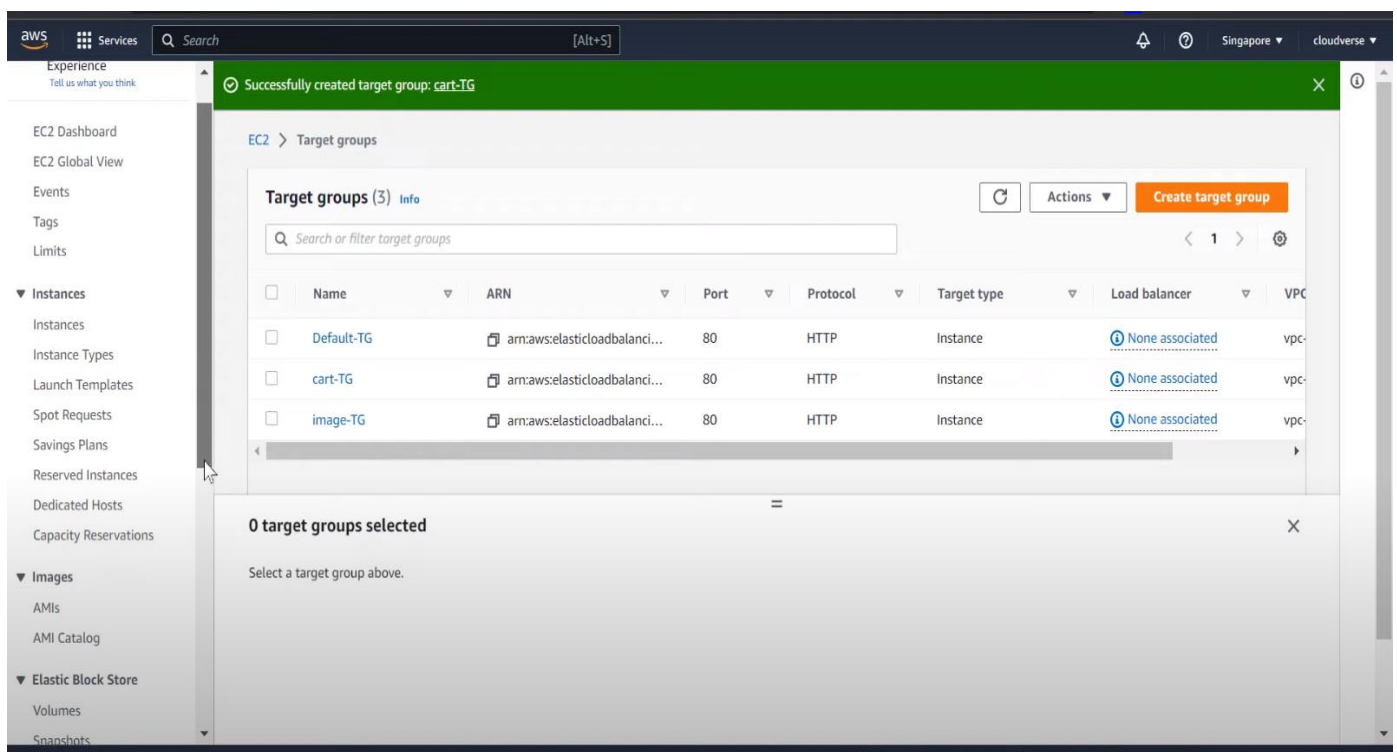 aws Services Search [Alt+S] Singapore cloudverse
Experience
Tell us what you think
EC2 Dashboard
EC2 Global View
Events
Tags
Limits
Instances
Instances
Instance Types
Launch Templates
Spot Requests
Savings Plans
Reserved Instances
Dedicated Hosts
Capacity Reservations
Images
AMIs
AMI Catalog
Elastic Block Store
Volumes
Snapshots
Successfully created target group: cart-TG
EC2 > Target groups
Target groups (3) Info Actions Create target group
Search or filter target groups 1
Name ARN Port Protocol Target type Load balancer VPC
Default-TG arn:aws:elasticloadbalanci... 80 HTTP Instance None associated vpc-
cart-TG arn:aws:elasticloadbalanci... 80 HTTP Instance None associated vpc-
image-TG arn:aws:elasticloadbalanci... 80 HTTP Instance None associated vpc-
0 target groups selected
Select a target group above.